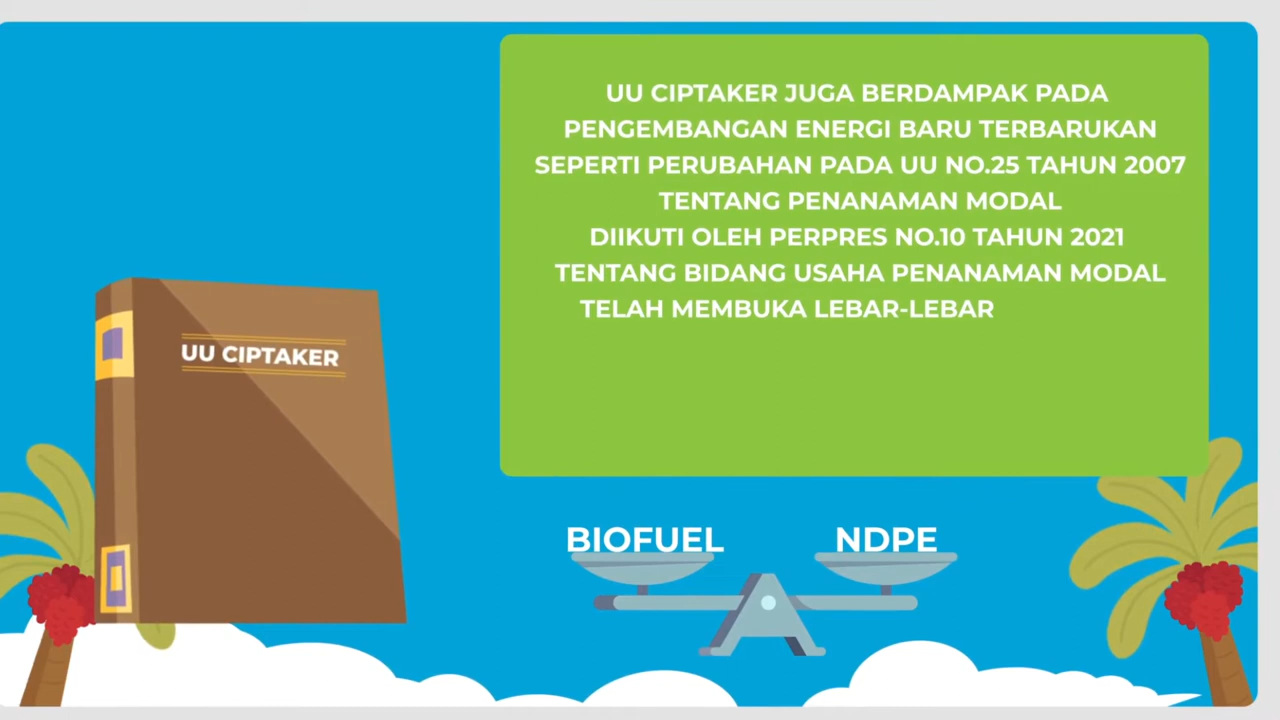 UU CIPTAKER JUGA BERDAMPAK PADA
PENGEMBANGAN ENERGI BARU TERBARUKAN
SEPERTI PERUBAHAN PADA UU NO.25 TAHUN 2007
TENTANG PENANAMAN MODAL
DIIKUTI OLEH PERPRES NO.10 TAHUN 2021
TENTANG BIDANG USAHA PENANAMAN MODAL
TELAH MEMBUKA LEBAR-LEBAR
UU CIPTAKER
BIOFUEL
NDPE